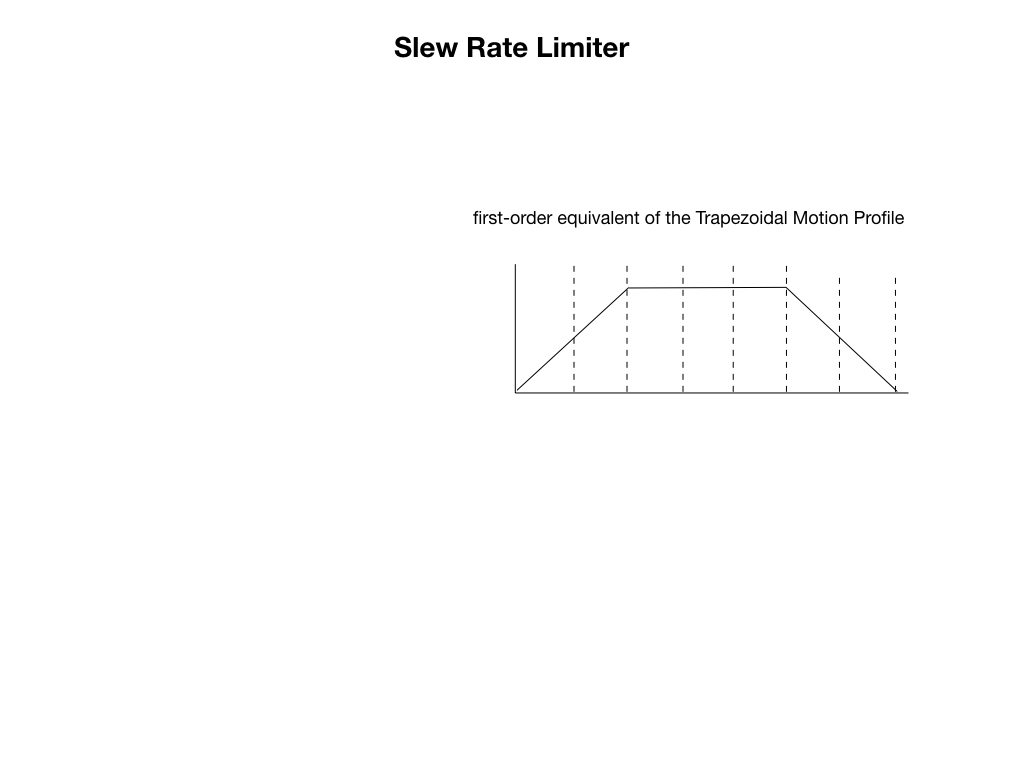 Slew Rate Limiter
first-order equivalent of the Trapezoidal Motion Profile